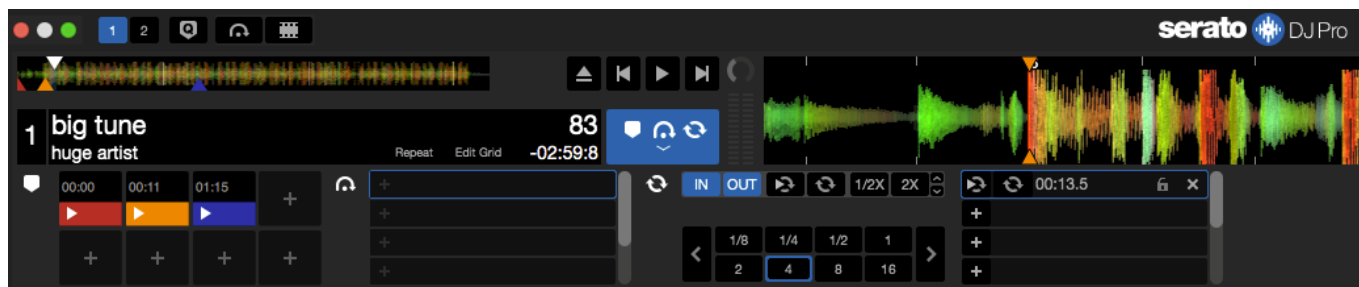 1 2 serato DJ Pro
1 big tune 83
huge artist Repeat Edit Grid -02:59:8
00:00 00:11 01:15 + + IN OUT 1/2X 2X 00:13.5
+ +
+ + + + + 1/8 1/4 1/2 1 +
+ 2 4 8 16 +